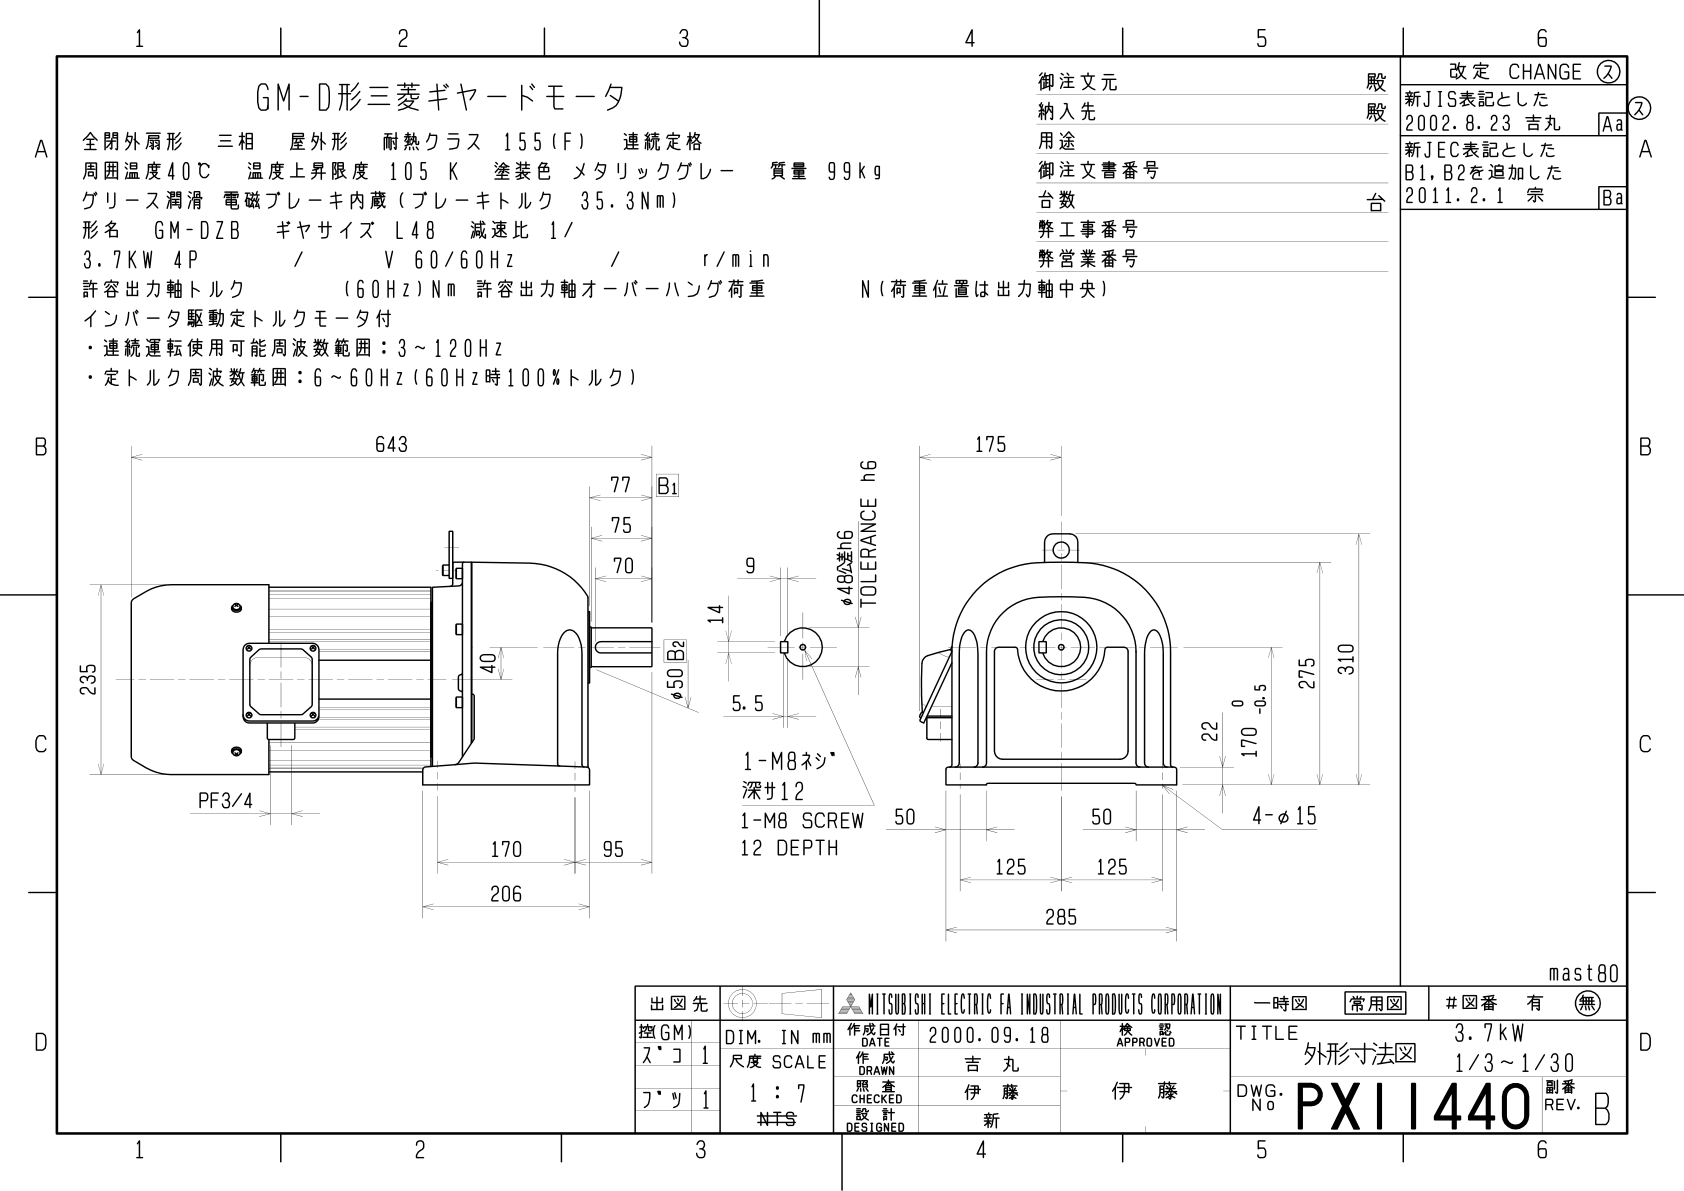 1 2 3 4 5 6
A
B
C
D
GM-D形三菱ギヤードモータ
全閉外扇形 三相 屋外形 耐熱クラス 155(F) 連続定格
周囲温度40℃ 温度上昇限度 105 K 塗装色 メタリックグレー 質量 99kg
グリース潤滑 電磁ブレーキ内蔵(ブレーキトルク 35.3Nm)
形名 GM-DZB ギヤサイズ L48 減速比 1/
3.7KW 4P / V 60/60Hz / r/min
許容出力軸トルク (60Hz)Nm 許容出力軸オーバーハング荷重 N(荷重位置は出力軸中央)
インバータ駆動定トルクモータ付
・連続運転使用可能周波数範囲:3~120Hz
・定トルク周波数範囲:6~60Hz(60Hz時100%トルク)
御注文元 殿
納入先 殿
用途
御注文書番号
台数 台
弊工事番号
弊営業番号
改定 CHANGE ス
新JIS表記とした
2002.8.23 吉丸 Aa
新JEC表記とした
B1,B2を追加した
2011.2.1 宗 Ba
ス
A
B
C
D
643
77 B1
75
70
235
40
φ50 B2
PF3/4
170 95
206
9
14
5.5
φ48公差h6
TOLERANCE h6
1-M8ネジ
深サ12
1-M8 SCREW
12 DEPTH
175
310
275
170 0 -0.5
22
50 50
4-φ15
125 125
285
mast80
出図先
控(GM)
ズコ 1
ブツ 1
DIM. IN mm
尺度 SCALE
1 : 7
NTS
MITSUBISHI ELECTRIC FA INDUSTRIAL PRODUCTS CORPORATION
作成日付 DATE 2000.09.18
作成 DRAWN 吉丸
照査 CHECKED 伊藤
設計 DESIGNED 新
検認 APPROVED
伊藤
一時図 常用図 #図番 有 無
TITLE 3.7kW
外形寸法図 1/3~1/30
DWG. No PX11440 副番 REV. B
1 2 3 4 5 6